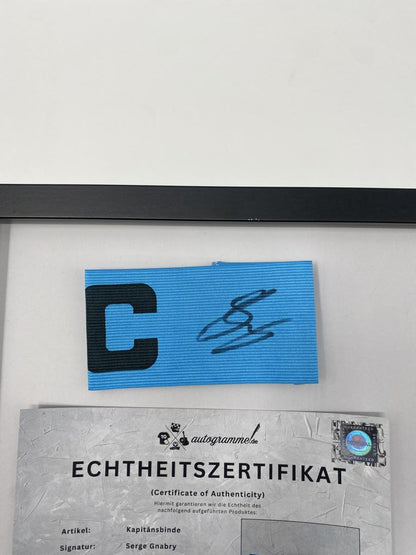 C
autogramme.de
ECHTHEITSZERTIFIKAT
(Certificate of Authenticity)
Hiermit garantieren wir die Echtheit des
nachfolgend aufgeführten Produktes:
Artikel: Kapitänsbinde
Signatur: Serge Gnabry